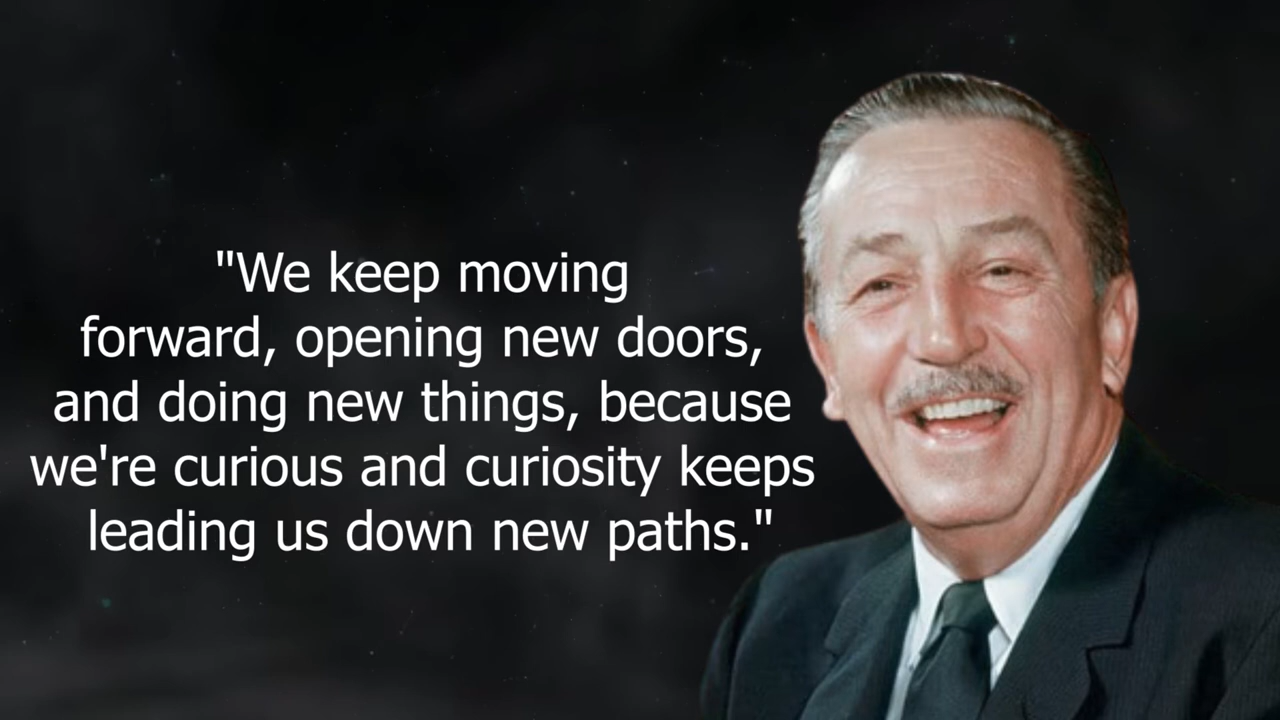 "We keep moving
forward, opening new doors,
and doing new things, because
we're curious and curiosity keeps
leading us down new paths."